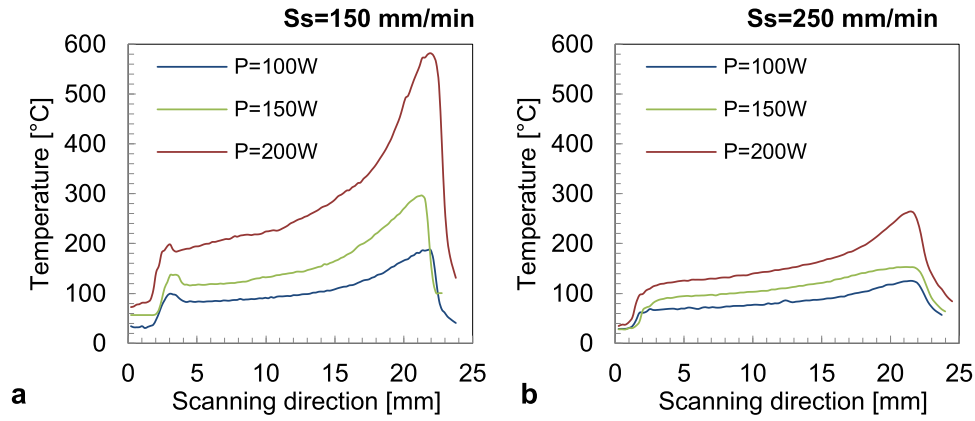 Ss=150 mm/min
600
500
400
300
200
100
0
Temperature [°C]
P=100W
P=150W
P=200W
0 5 10 15 20 25
Scanning direction [mm]
a
Ss=250 mm/min
600
500
400
300
200
100
0
Temperature [°C]
P=100W
P=150W
P=200W
0 5 10 15 20 25
Scanning direction [mm]
b